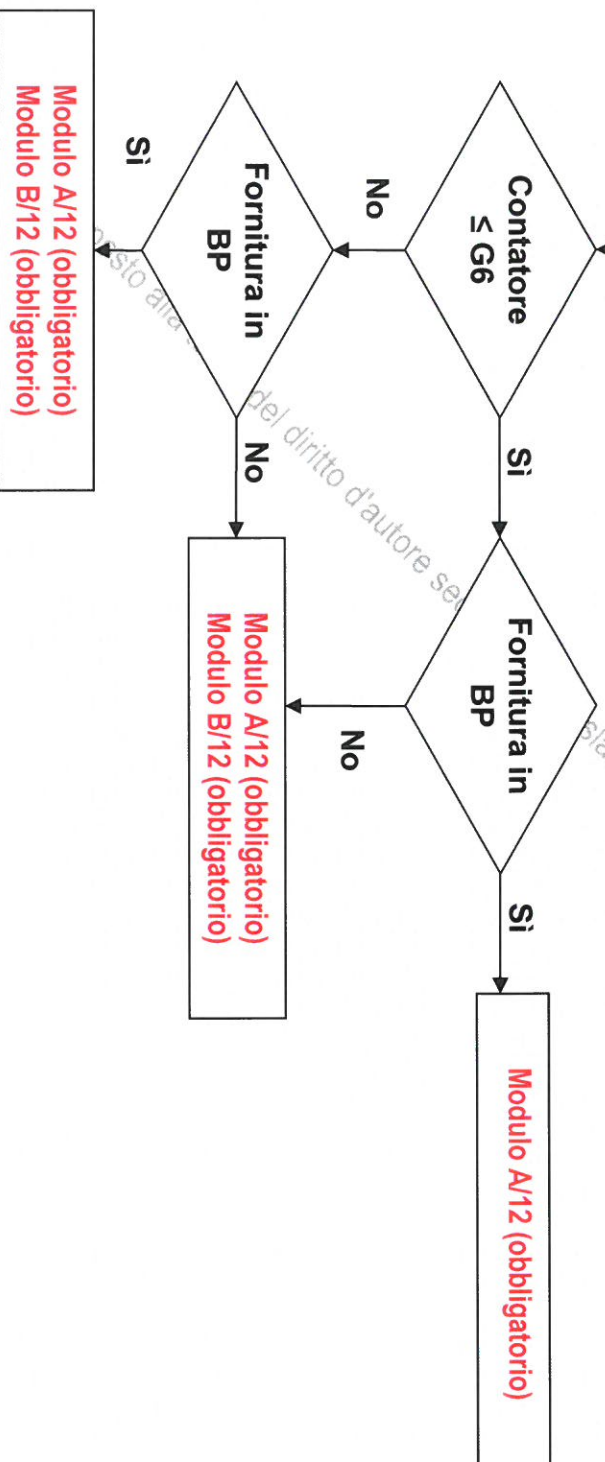 Contatore
≤ G6
Sì
Fornitura in
BP
Sì
Modulo A/12 (obbligatorio)
No
No
Fornitura in
BP
No
Modulo A/12 (obbligatorio)
Modulo B/12 (obbligatorio)
Sì
Modulo A/12 (obbligatorio)
Modulo B/12 (obbligatorio)
del diritto d'autore